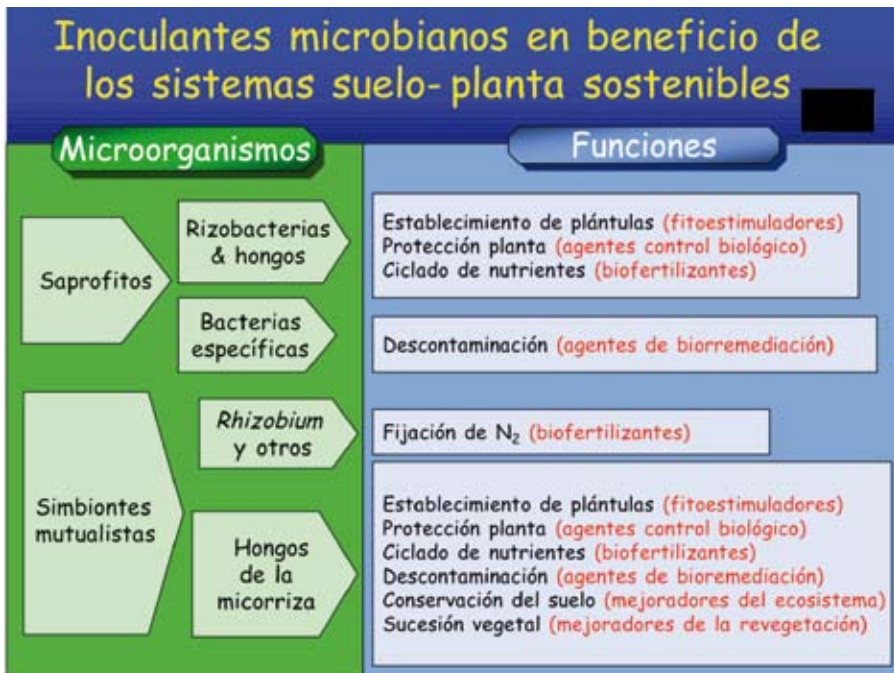 Inoculantes microbianos en beneficio de
los sistemas suelo-planta sostenibles
Microorganismos
Funciones
Saprofitos
Rizobacterias
& hongos
Establecimiento de plántulas (fitoestimuladores)
Protección planta (agentes control biológico)
Ciclado de nutrientes (biofertilizantes)
Bacterias
específicas
Descontaminación (agentes de biorremediación)
Simbiontes
mutualistas
Rhizobium
y otros
Fijación de N₂ (biofertilizantes)
Hongos
de la
micorriza
Establecimiento de plántulas (fitoestimuladores)
Protección planta (agentes control biológico)
Ciclado de nutrientes (biofertilizantes)
Descontaminación (agentes de bioremediación)
Conservación del suelo (mejoradores del ecosistema)
Sucesión vegetal (mejoradores de la revegetación)